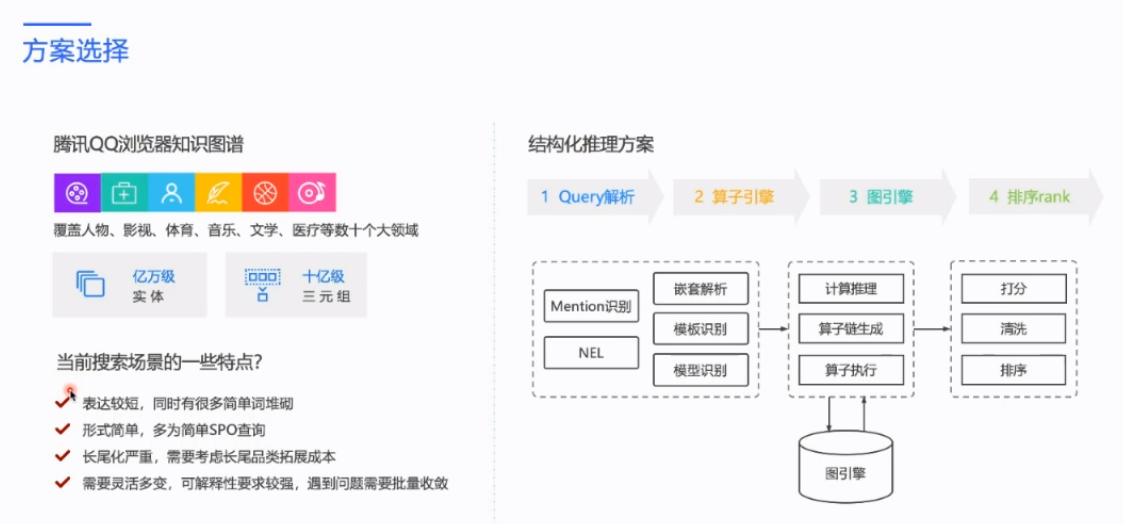 方案选择
腾讯QQ浏览器知识图谱
覆盖人物、影视、体育、音乐、文学、医疗等数十个大领域
亿万级
实体
十亿级
三元组
当前搜索场景的一些特点?
表达较短，同时有很多简单词堆砌
形式简单，多为简单SPO查询
长尾化严重，需要考虑长尾品类拓展成本
需要灵活多变，可解释性要求较强，遇到问题需要批量收敛
结构化推理方案
1 Query解析
2 算子引擎
3 图引擎
4 排序rank
Mention识别
NEL
嵌套解析
模板识别
模型识别
计算推理
算子链生成
算子执行
打分
清洗
排序
图引擎